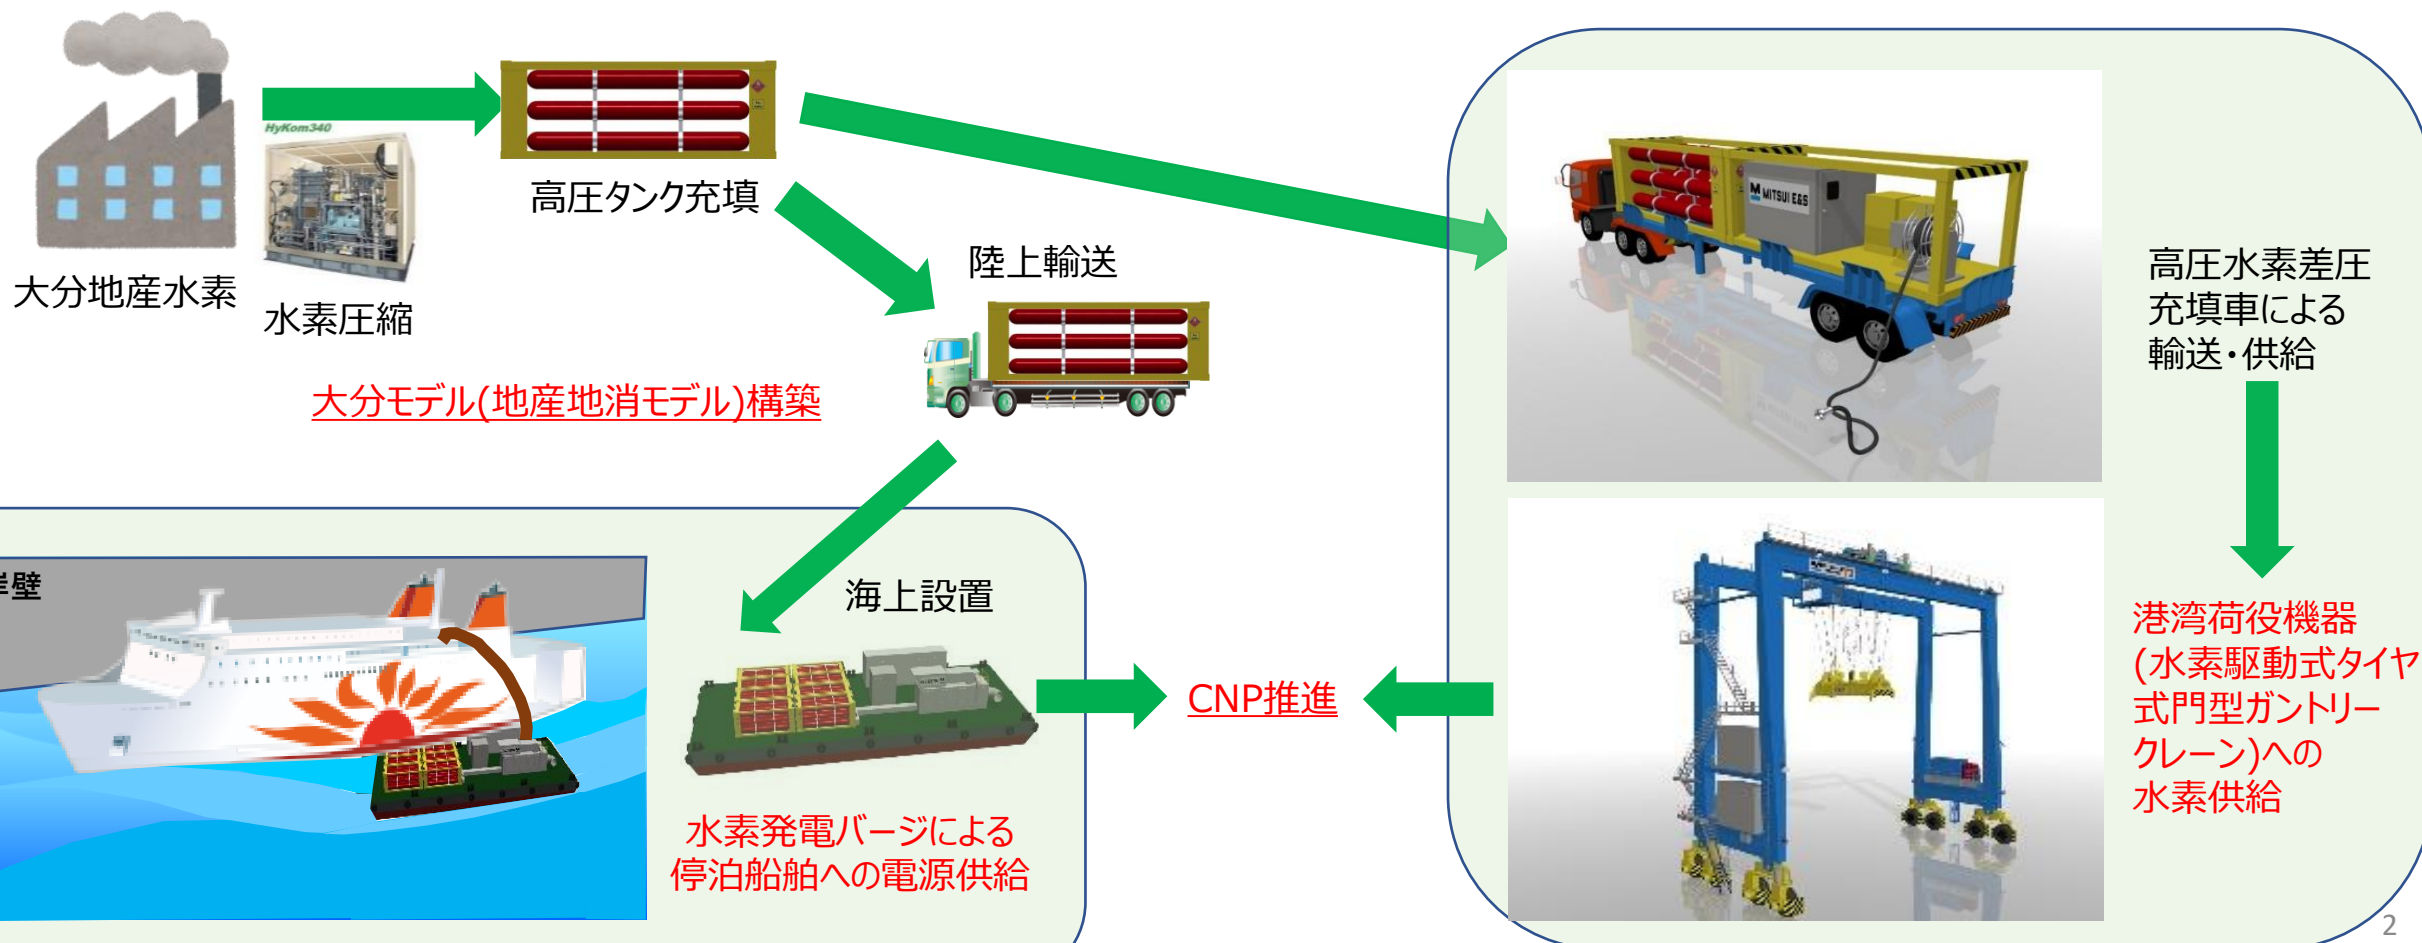 HyKom340
高圧タンク充填
大分地産水素
水素圧縮
陸上輸送
大分モデル(地産地消モデル)構築
MITSUI E&S
高圧水素差圧
充填車による
輸送・供給
岸壁
海上設置
CNP推進
水素発電バージによる
停泊船舶への電源供給
港湾荷役機器
(水素駆動式タイヤ
式門型ガントリー
クレーン)への
水素供給
2